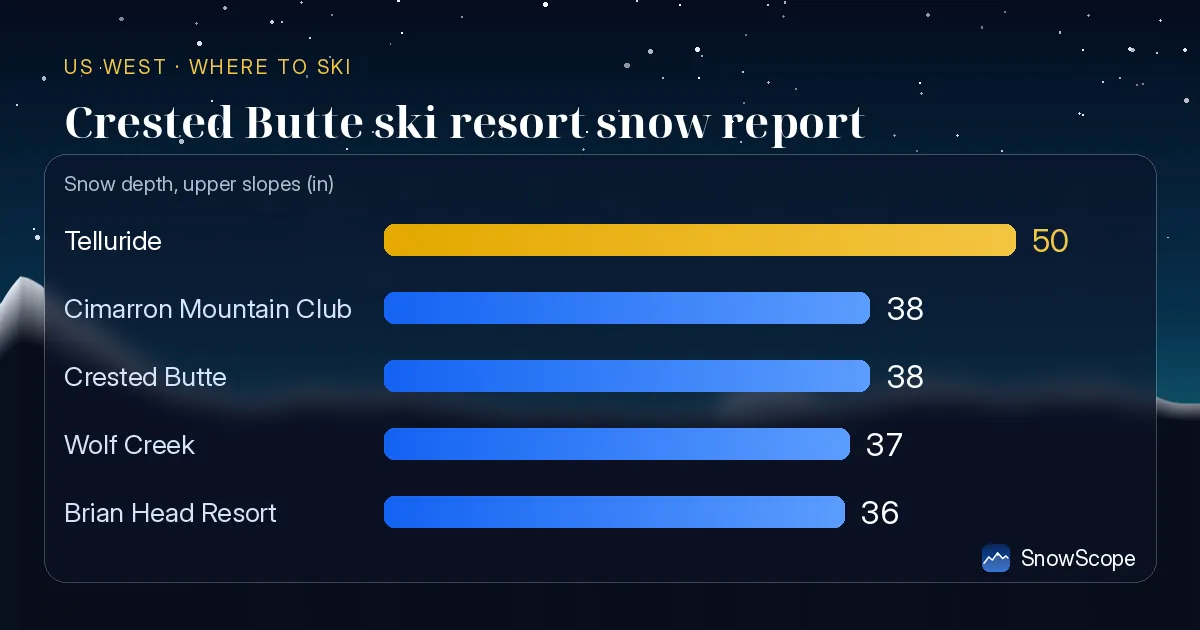 US WEST · WHERE TO SKI
Crested Butte ski resort snow report
Snow depth, upper slopes (in)
Telluride 50
Cimarron Mountain Club 38
Crested Butte 38
Wolf Creek 37
Brian Head Resort 36
SnowScope